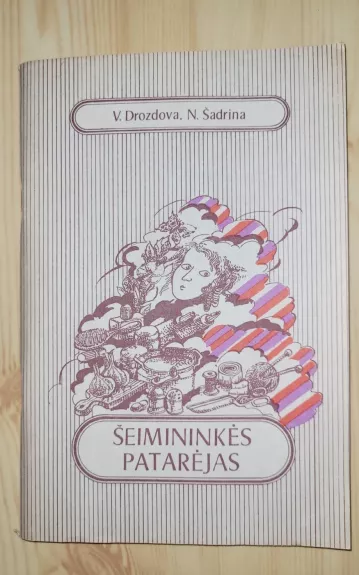 V. Drozdova, N. Šadrina
ŠEIMININKĖS
PATARĖJAS